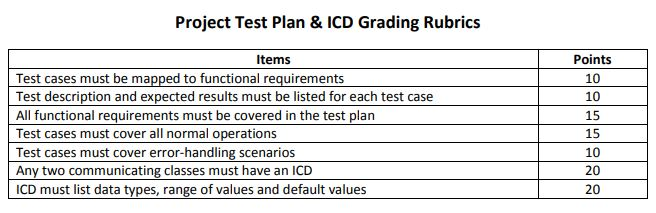 Project Test Plan & ICD Grading Rubrics
Items Points
Test cases must be mapped to functional requirements 10
Test description and expected results must be listed for each test case 10
All functional requirements must be covered in the test plan 15
Test cases must cover all normal operations 15
Test cases must cover error-handling scenarios 10
Any two communicating classes must have an ICD 20
ICD must list data types, range of values and default values 20